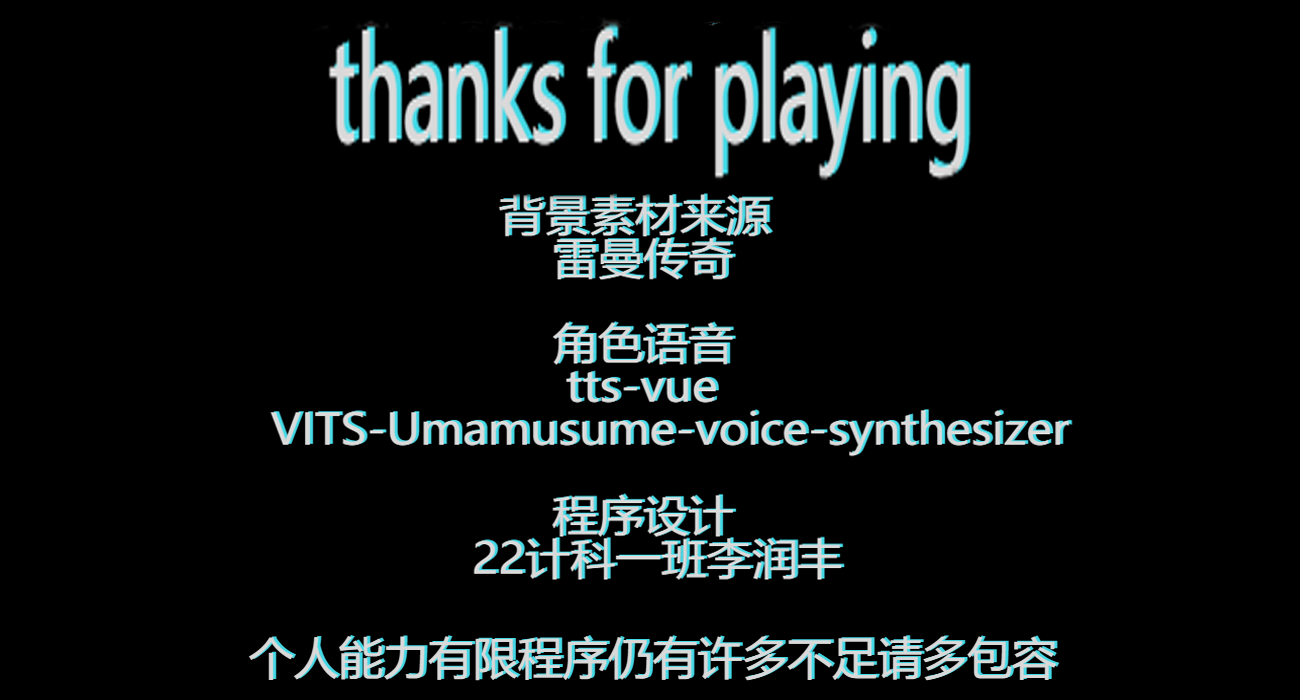 thanks for playing
背景素材来源
雷曼传奇
角色语音
tts-vue
VITS-Umamusume-voice-synthesizer
程序设计
22计科一班李润丰
个人能力有限程序仍有许多不足请多包容